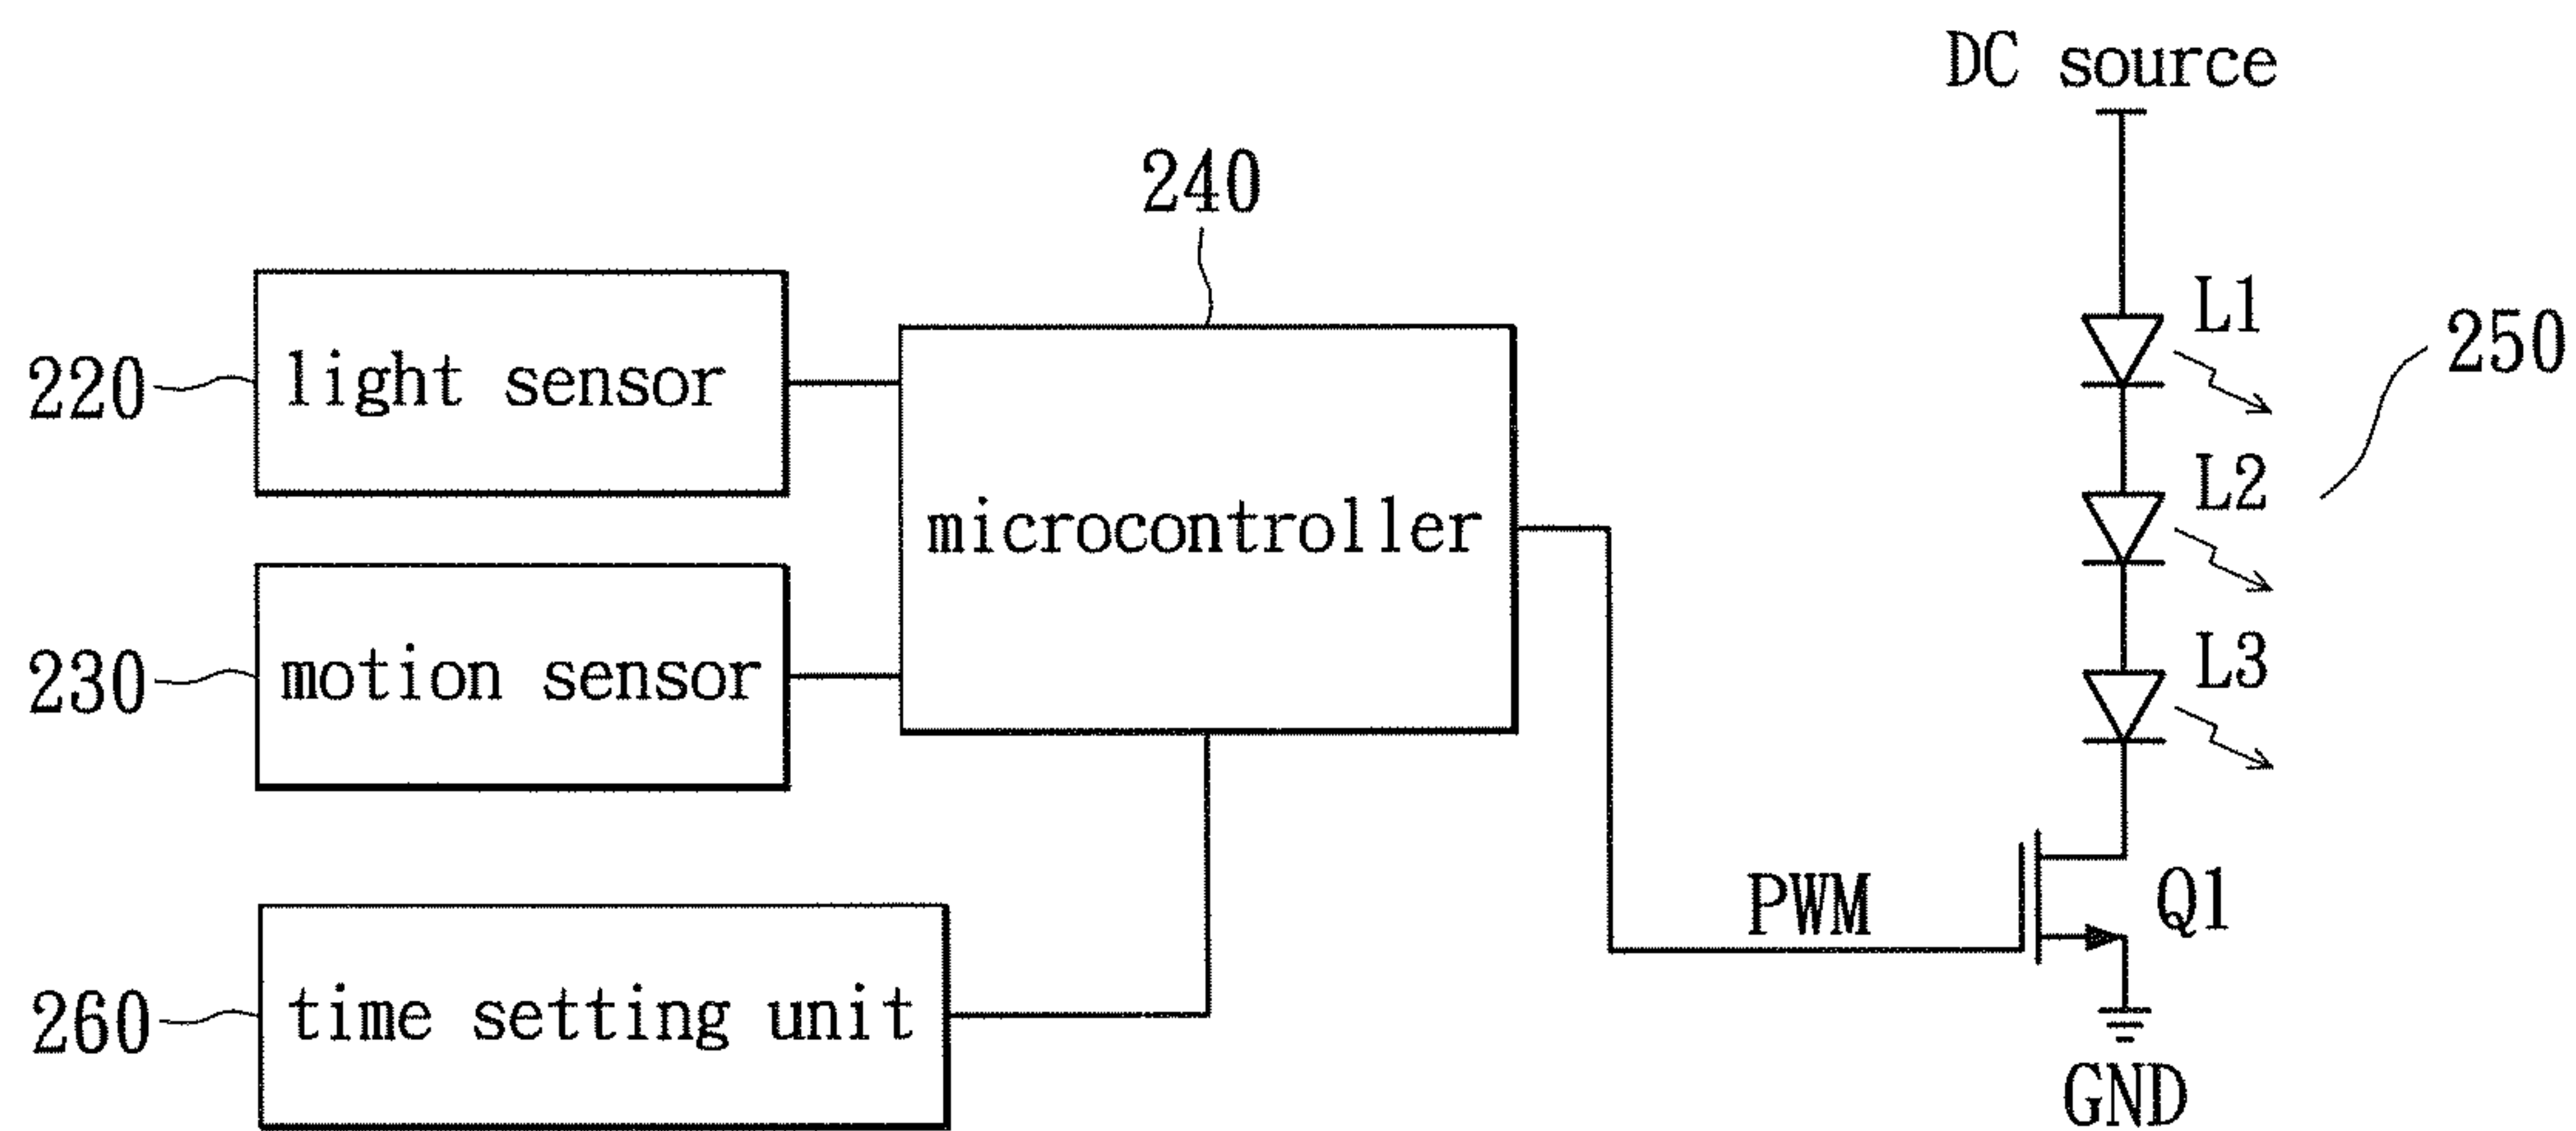 DC source
240
L1
250
220
light sensor
L2
microcontroller
L3
230
motion sensor
PWM
Q1
260
time setting unit
GND